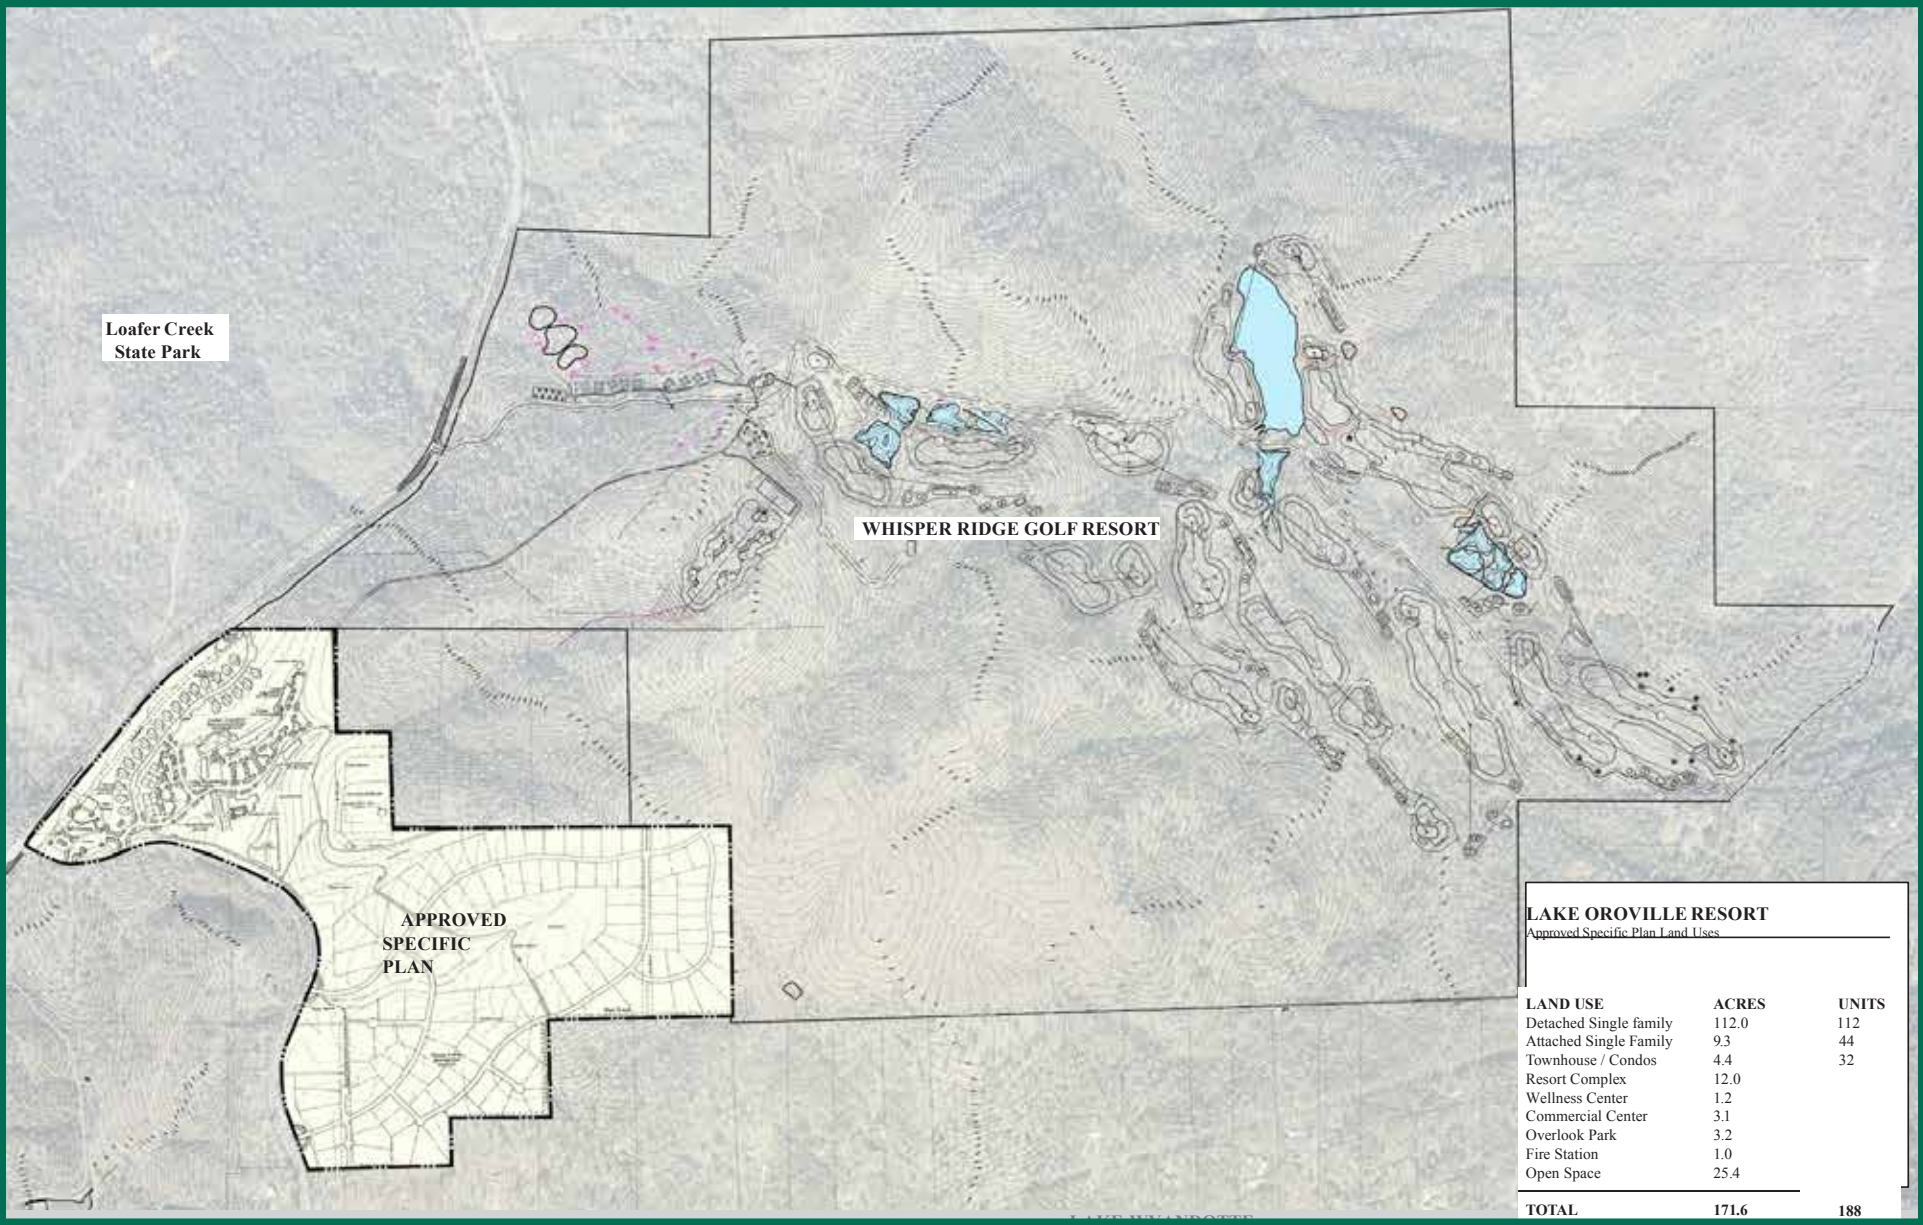 Loafer Creek
State Park
WHISPER RIDGE GOLF RESORT
APPROVED
SPECIFIC
PLAN
LAKE OROVILLE RESORT
Approved Specific Plan Land Uses
LAND USE ACRES UNITS
Detached Single family 112.0 112
Attached Single Family 9.3 44
Townhouse / Condos 4.4 32
Resort Complex 12.0
Wellness Center 1.2
Commercial Center 3.1
Overlook Park 3.2
Fire Station 1.0
Open Space 25.4
TOTAL 171.6 188
LAKE WYANDOTTE